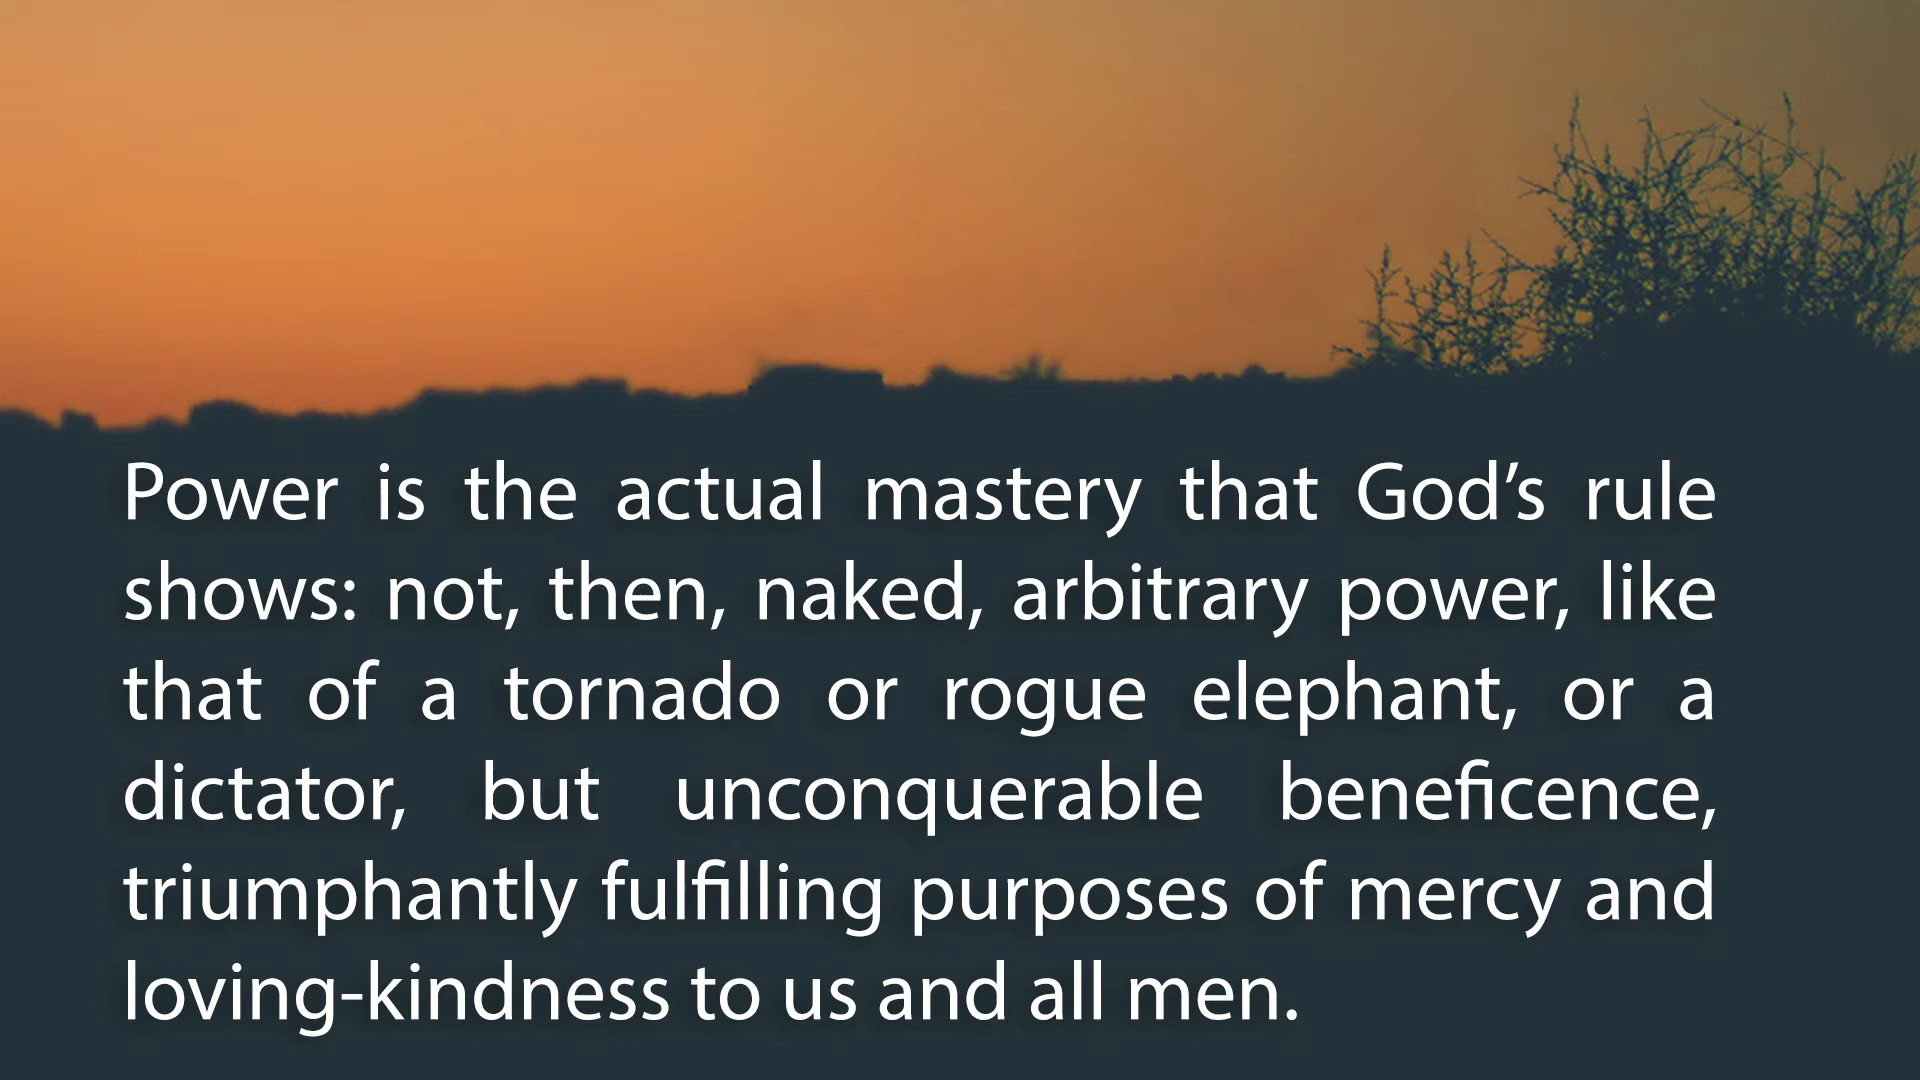 Power is the actual mastery that God’s rule
shows: not, then, naked, arbitrary power, like
that of a tornado or rogue elephant, or a
dictator, but unconquerable beneficence,
triumphantly fulfilling purposes of mercy and
loving-kindness to us and all men.